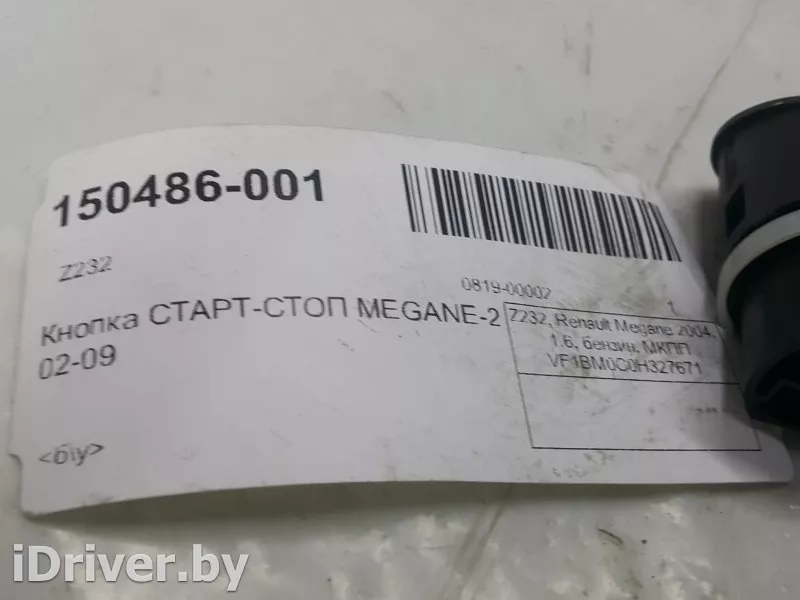 150486-001
Z232
0819-00002
1
Кнопка СТАРТ-СТОП MEGANE-2
02-09
Z232, Renault Megane 2004,
1.6, бензин, МКПП
VF1BM0C0H327671
<бу>
iDriver.by